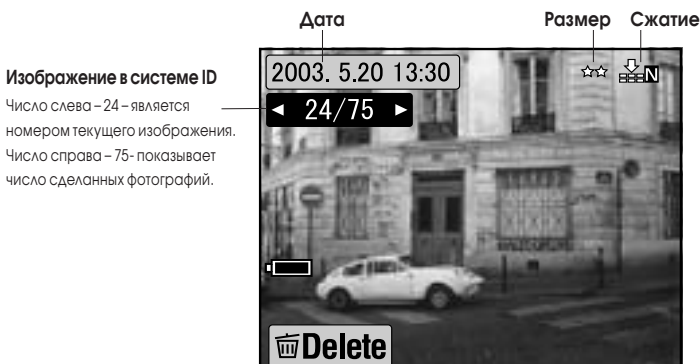 Дата
Размер
Сжатие
Изображение в системе ID
Число слева – 24 – является
номером текущего изображения.
Число справа – 75- показывает
число сделанных фотографий.
2003. 5.20 13:30
N
◄ 24/75 ►
Delete